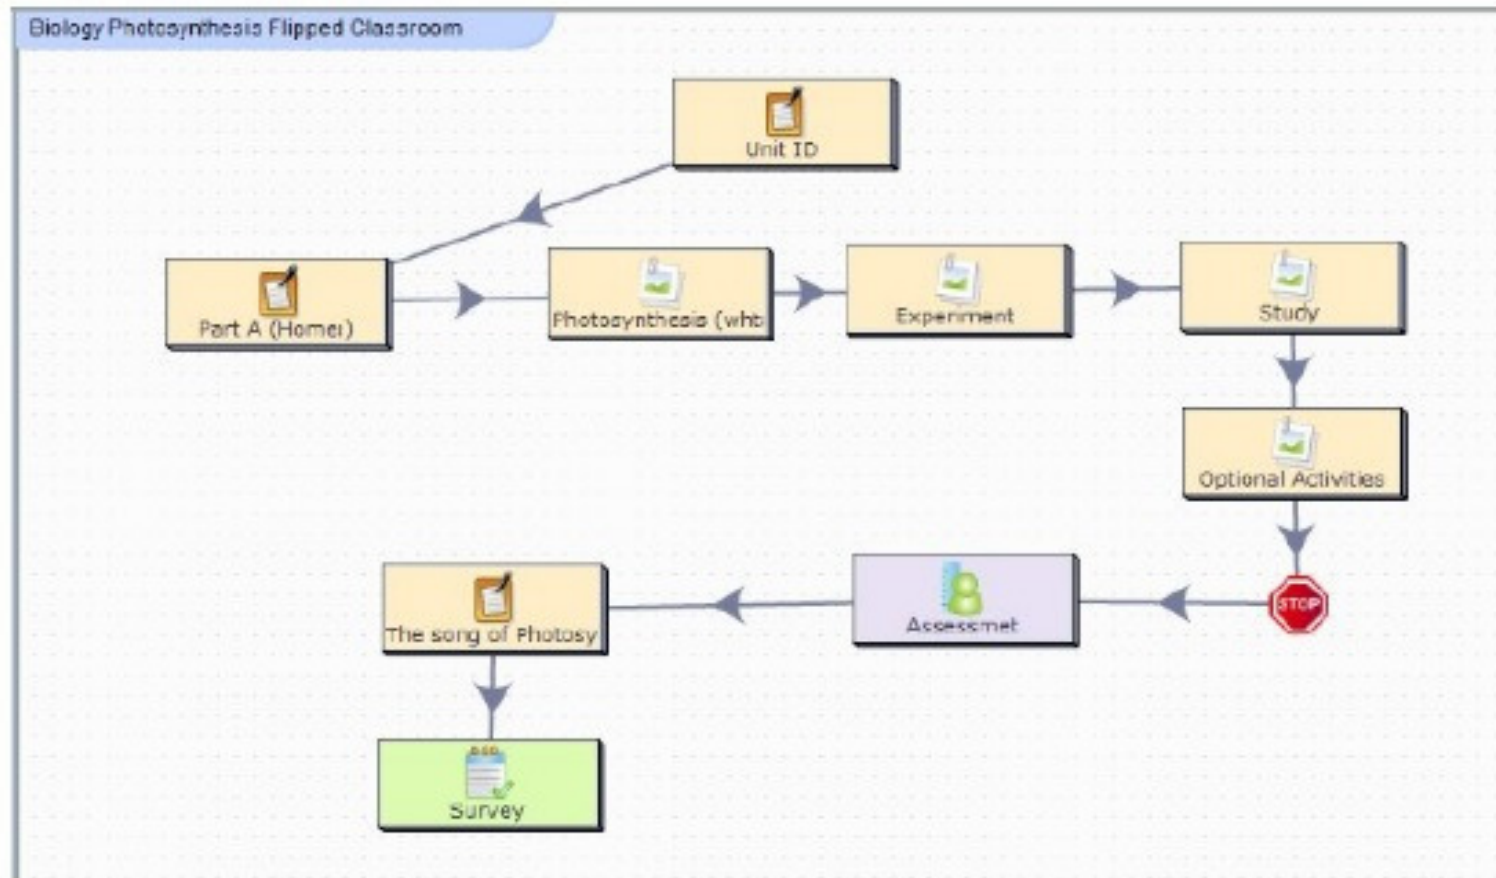 Biology Photosynthesis Flipped Classroom
Unit ID
Part A (Homei)
Photosynthesis (whb
Experiment
Study
Optional Activities
STOP
Assessmet
The song of Photosy
Survey